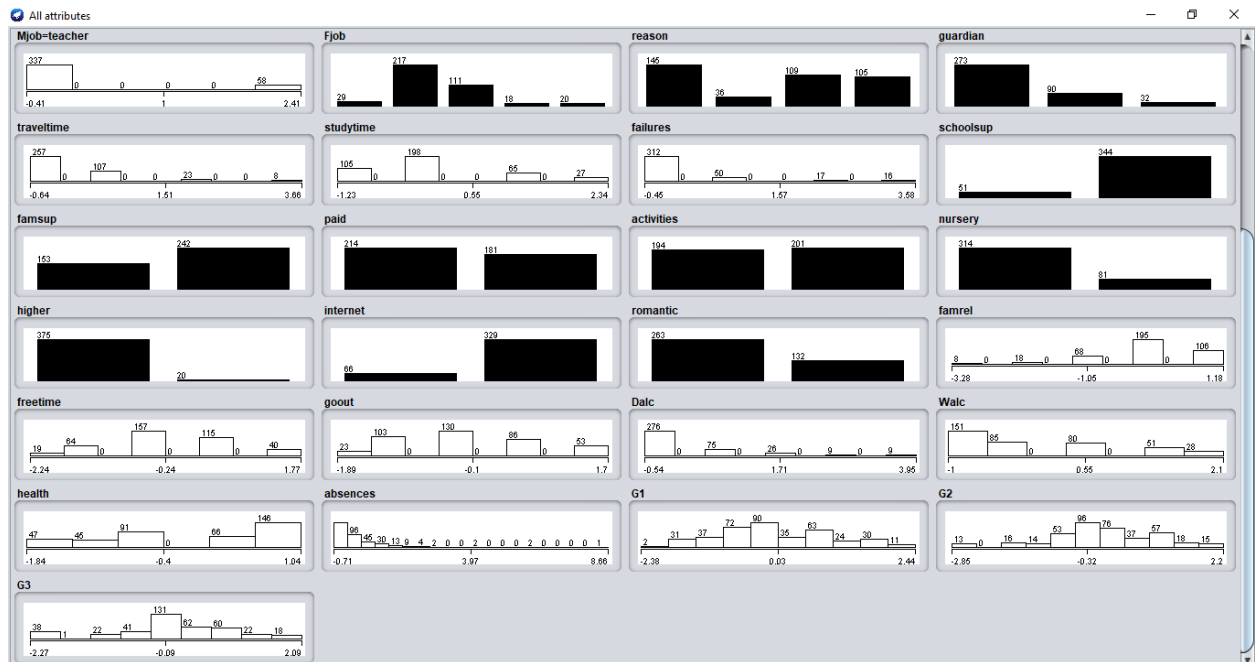 All attributes
Mjob=teacher Fjob reason guardian
337 0 0 0 0 58 29 217 111 18 20 145 36 109 105 273 90 32
-0.41 1 2.41
traveltime studytime failures schoolsup
257 0 107 0 0 23 0 0 8 105 0 198 0 0 65 0 27 312 0 50 0 0 17 0 16 51 344
-0.64 1.51 3.66 -1.23 0.55 2.34 -0.45 1.57 3.58
famsup paid activities nursery
153 242 214 181 194 201 314 81
higher internet romantic famrel
375 20 66 329 263 132 8 0 18 0 68 0 195 0 106
-3.28 -1.05 1.18
freetime goout Dalc Walc
19 64 0 157 0 115 0 40 23 103 0 130 0 86 0 53 276 0 75 0 26 0 9 0 9 151 85 0 80 0 51 28
-2.24 -0.24 1.77 -1.89 -0.1 1.7 -0.54 1.71 3.95 -1 0.55 2.1
health absences G1 G2
47 45 91 0 66 146 96 45 30 13 9 4 2 0 0 2 0 0 2 0 0 0 0 0 1 2 31 37 72 90 35 63 24 30 11 13 0 16 14 53 96 76 37 57 18 15
-1.84 -0.4 1.04 -0.71 3.97 8.66 -2.38 0.03 2.44 -2.85 -0.32 2.2
G3
38 1 22 41 131 62 60 22 18
-2.27 -0.09 2.09